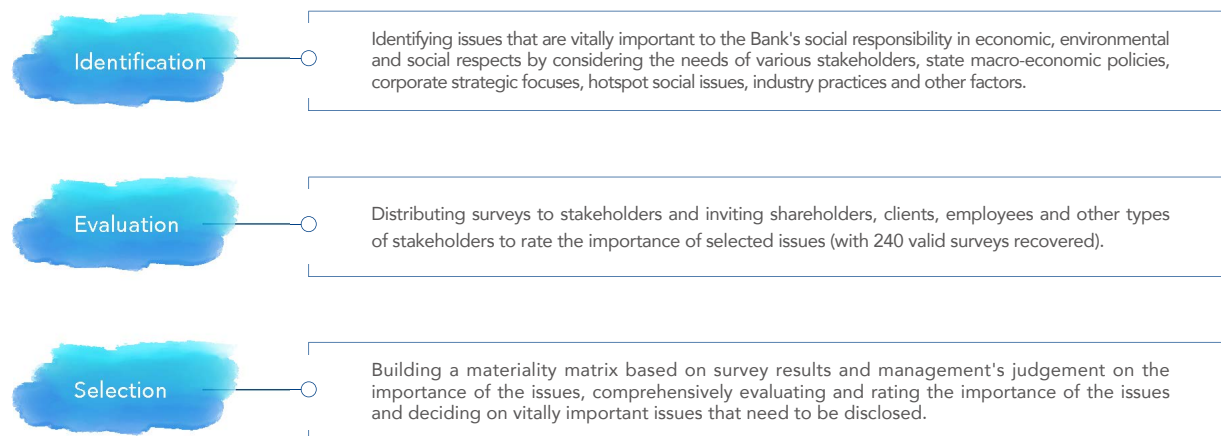 Identification
Identifying issues that are vitally important to the Bank's social responsibility in economic, environmental
and social respects by considering the needs of various stakeholders, state macro-economic policies,
corporate strategic focuses, hotspot social issues, industry practices and other factors.
Evaluation
Distributing surveys to stakeholders and inviting shareholders, clients, employees and other types
of stakeholders to rate the importance of selected issues (with 240 valid surveys recovered).
Selection
Building a materiality matrix based on survey results and management's judgement on the
importance of the issues, comprehensively evaluating and rating the importance of the issues
and deciding on vitally important issues that need to be disclosed.